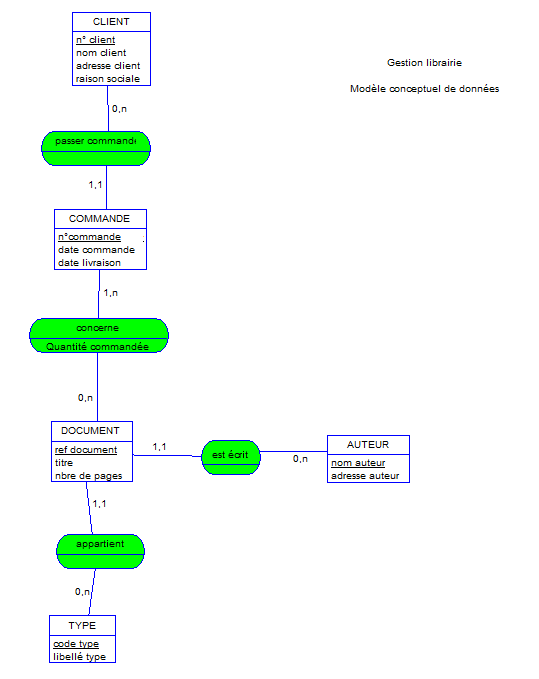 CLIENT
n° client
nom client
adresse client
raison sociale
Gestion librairie
Modèle conceptuel de données
0,n
passer commande
1,1
COMMANDE
n°commande
date commande
date livraison
1,n
concerne
Quantité commandée
0,n
DOCUMENT
ref document
titre
nbre de pages
1,1
est écrit
0,n
AUTEUR
nom auteur
adresse auteur
1,1
appartient
0,n
TYPE
code type
libellé type